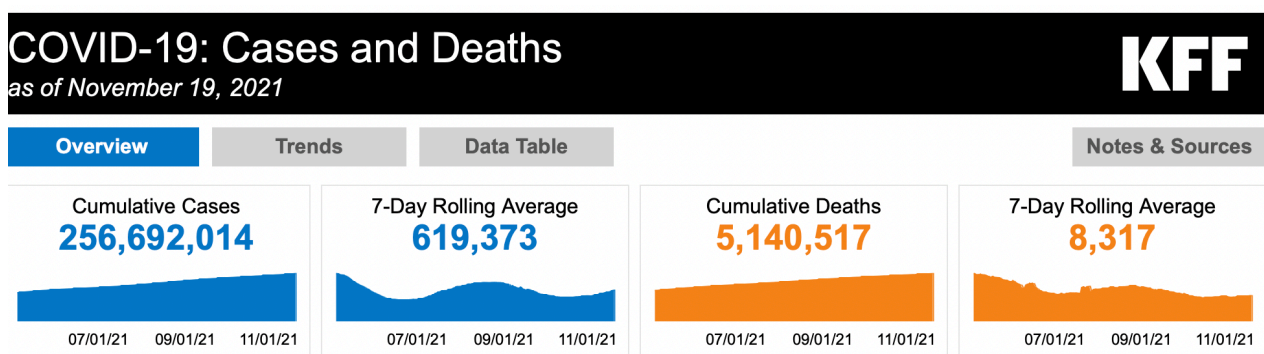 COVID-19: Cases and Deaths
as of November 19, 2021
KFF
Overview
Trends
Data Table
Notes & Sources
Cumulative Cases
256,692,014
07/01/21 09/01/21 11/01/21
7-Day Rolling Average
619,373
07/01/21 09/01/21 11/01/21
Cumulative Deaths
5,140,517
07/01/21 09/01/21 11/01/21
7-Day Rolling Average
8,317
07/01/21 09/01/21 11/01/21